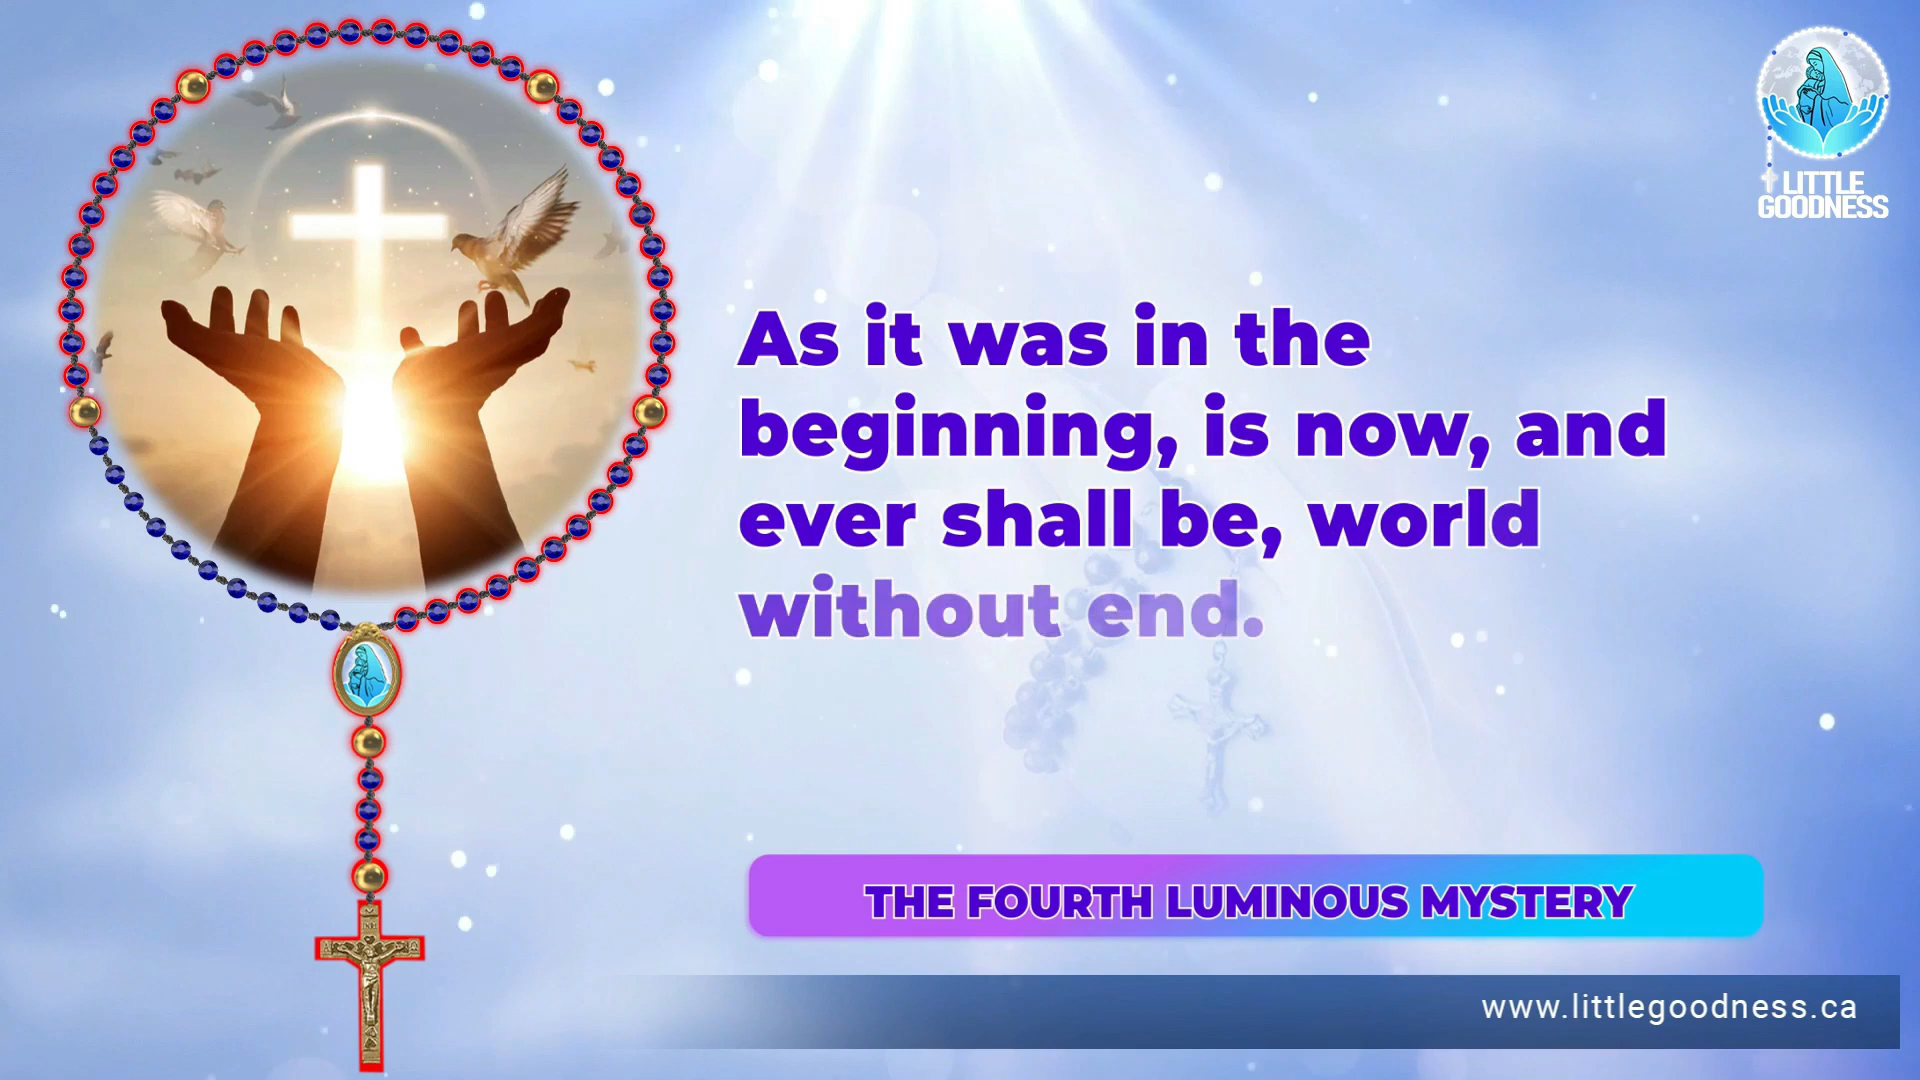 LITTLE
GOODNESS
As it was in the
beginning, is now, and
ever shall be, world
without end.
THE FOURTH LUMINOUS MYSTERY
www.littlegoodness.ca